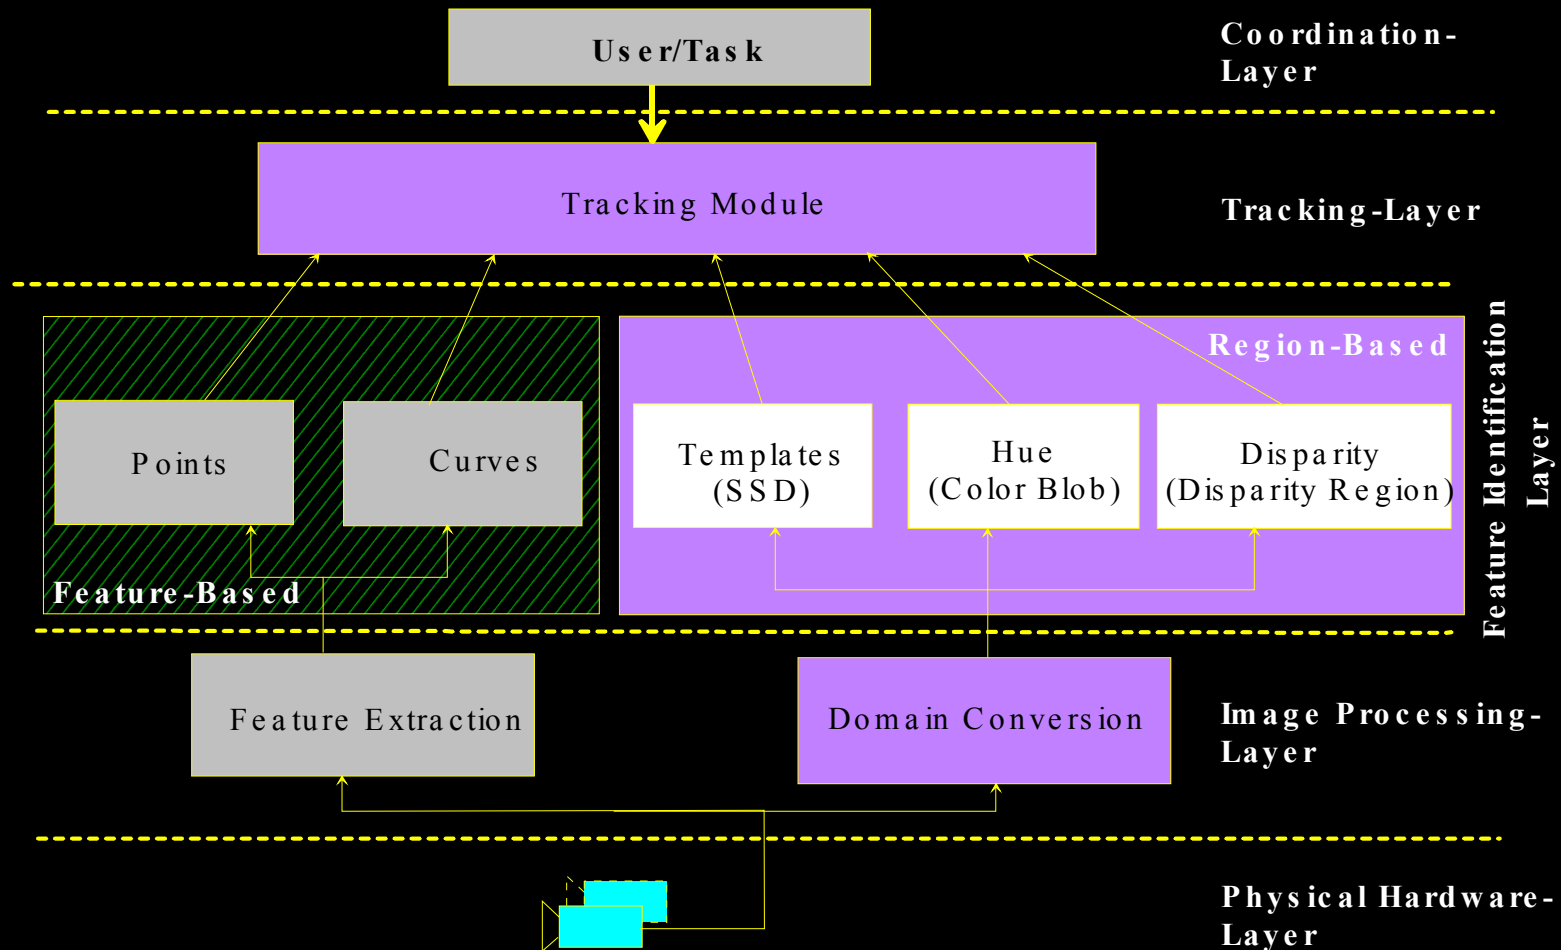 User/Task
Coordination-
Layer
Tracking Module
Tracking-Layer
Region-Based
Points
Curves
Templates
(SSD)
Hue
(Color Blob)
Disparity
(Disparity Region)
Feature-Based
Feature Identification
Layer
Feature Extraction
Domain Conversion
Image Processing-
Layer
Physical Hardware-
Layer